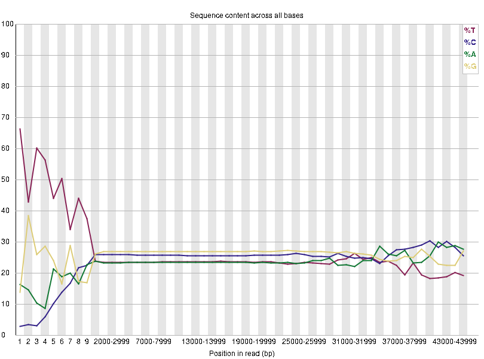 Sequence content across all bases
100
90
80
70
60
50
40
30
20
10
0
%T
%C
%A
%G
1 2 3 4 5 6 7 8 9 2000-2999 7000-7999 13000-13999 19000-19999 25000-25999 31000-31999 37000-37999 43000-43999
Position in read (bp)